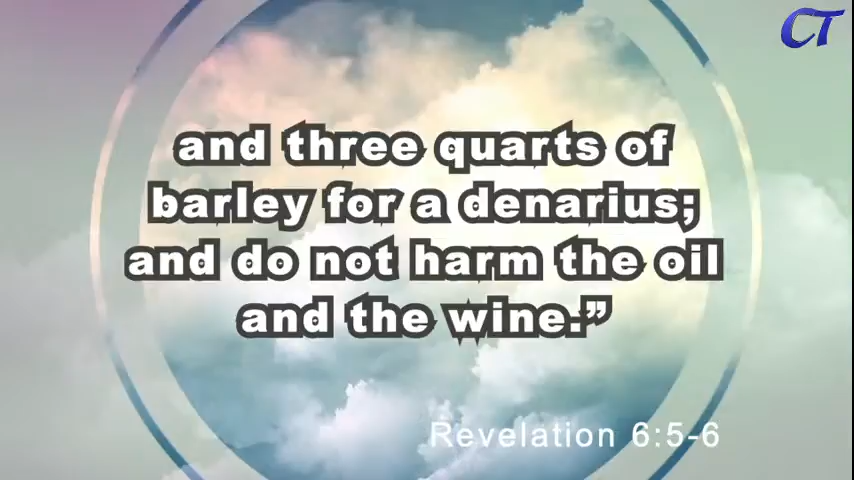 CT
and three quarts of
barley for a denarius;
and do not harm the oil
and the wine.”
Revelation 6:5-6